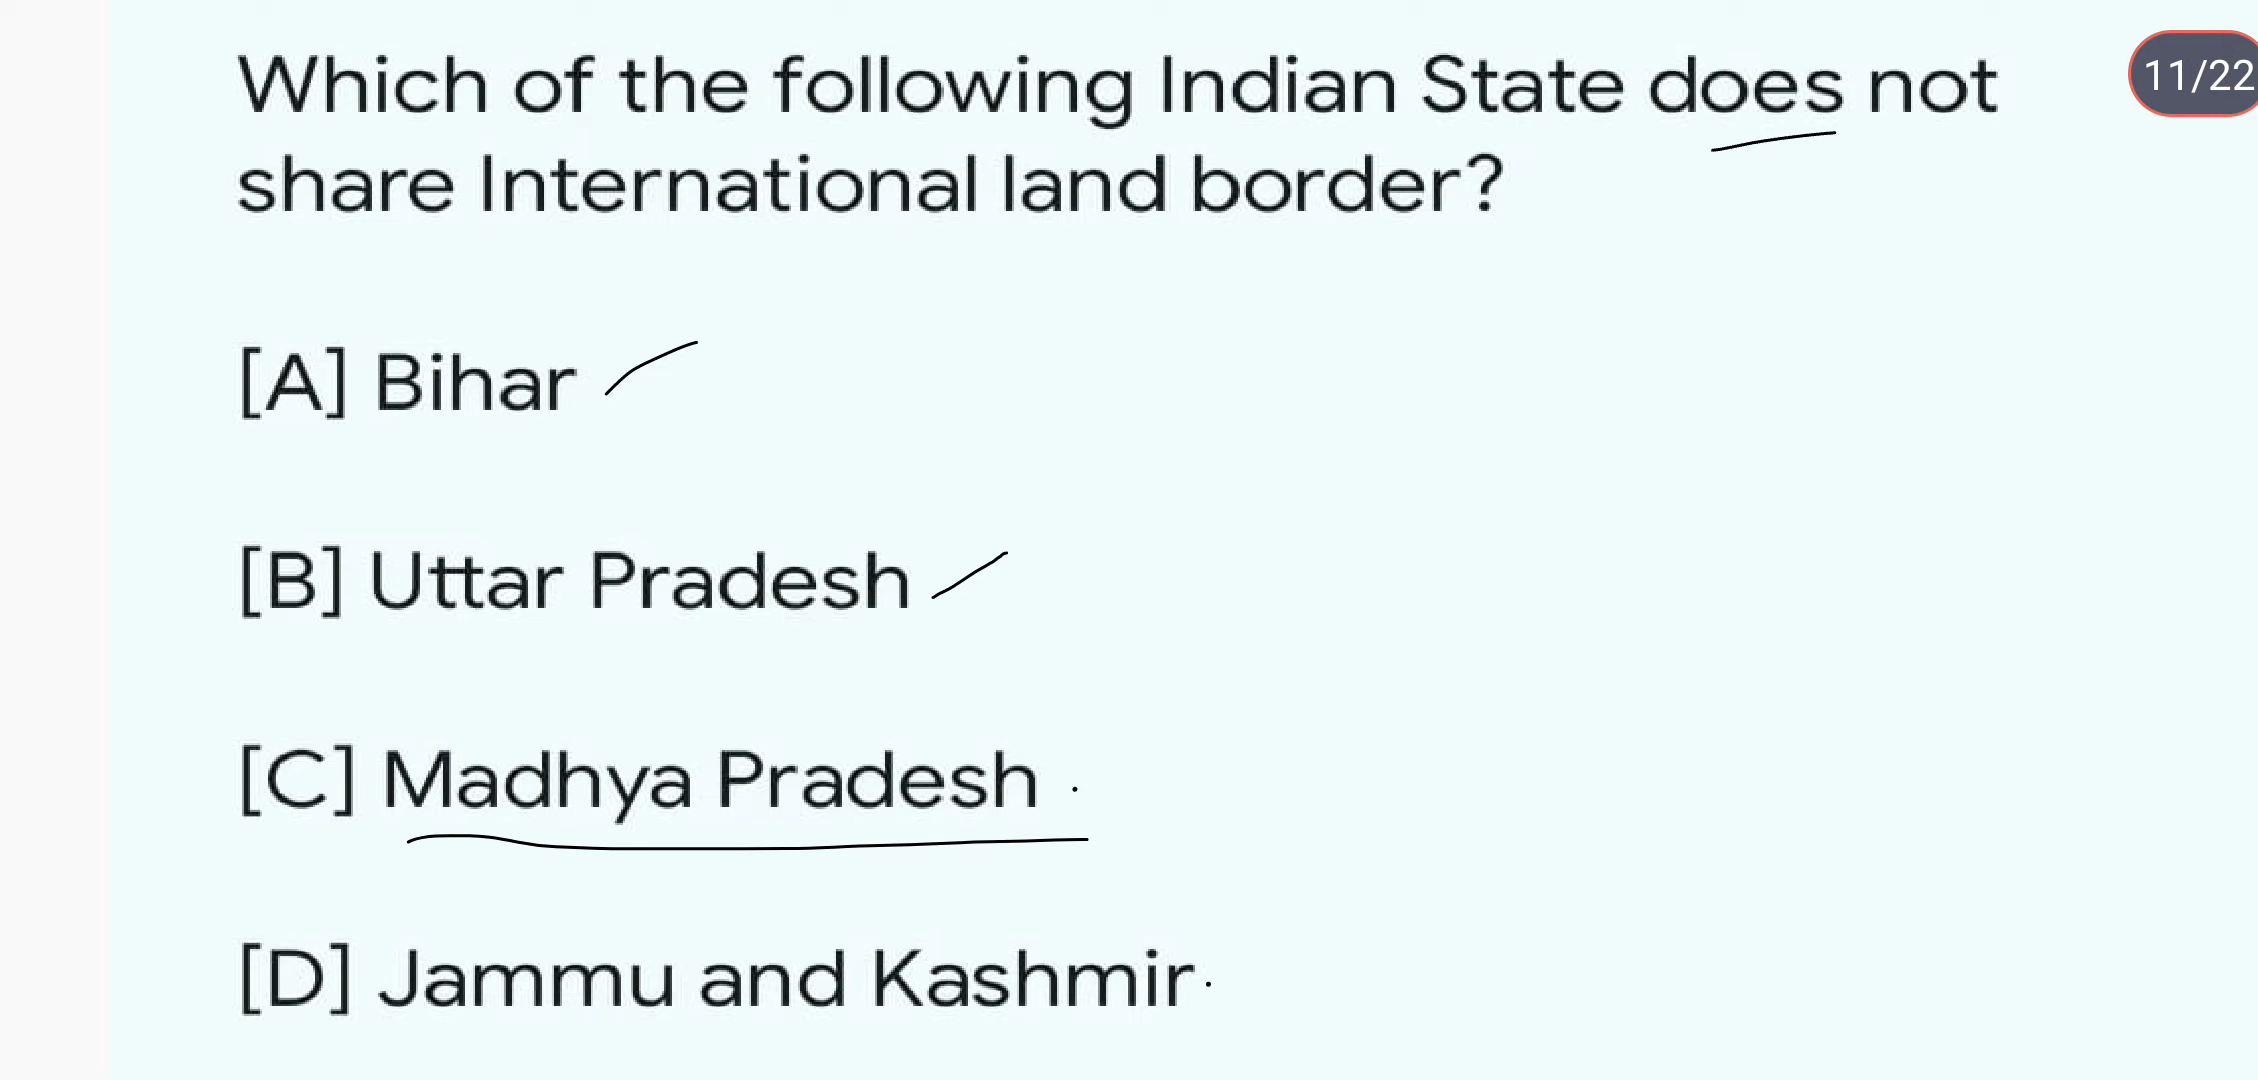 Which of the following Indian State does not
11/22
share International land border?
[A] Bihar
[B] Uttar Pradesh
[C] Madhya Pradesh
[D] Jammu and Kashmir